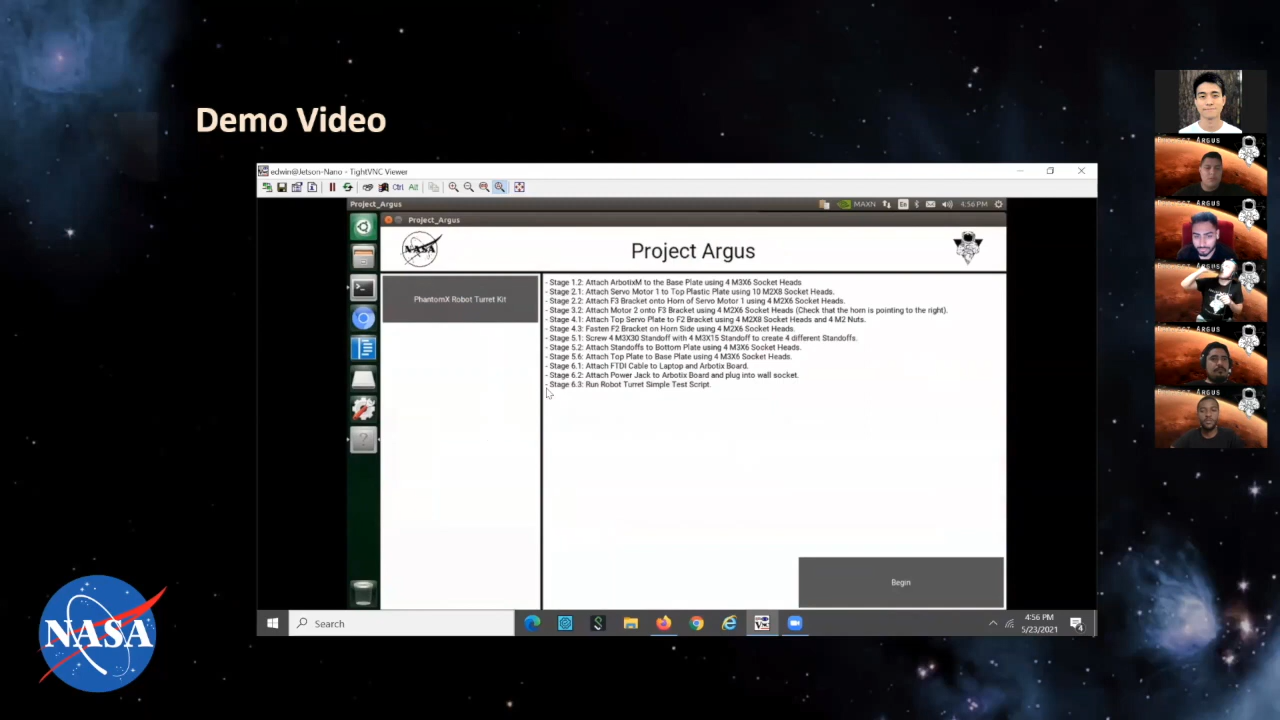 Demo Video
edwin@Jetson-Nano - TightVNC Viewer
Ctrl Alt
Project_Argus
MAXN En 4:56 PM
Project_Argus
NASA
Project Argus
PhantomX Robot Turret Kit
- Stage 1.2: Attach ArbotixM to the Base Plate using 4 M3X6 Socket Heads
- Stage 2.1: Attach Servo Motor 1 to Top Plastic Plate using 10 M2X8 Socket Heads.
- Stage 2.2: Attach F3 Bracket onto Horn of Servo Motor 1 using 4 M2X6 Socket Heads.
- Stage 3.2: Attach Motor 2 onto F3 Bracket using 4 M2X6 Socket Heads (Check that the horn is pointing to the right).
- Stage 4.1: Attach Top Servo Plate to F2 Bracket using 4 M2X8 Socket Heads and 4 M2 Nuts.
- Stage 4.3: Fasten F2 Bracket on Horn Side using 4 M2X6 Socket Heads.
- Stage 5.1: Screw 4 M3X30 Standoff with 4 M3X15 Standoff to create 4 different Standoffs.
- Stage 5.2: Attach Standoffs to Bottom Plate using 4 M3X6 Socket Heads.
- Stage 5.6: Attach Top Plate to Base Plate using 4 M3X6 Socket Heads.
- Stage 6.1: Attach FTDI Cable to Laptop and Arbotix Board.
- Stage 6.2: Attach Power Jack to Arbotix Board and plug into wall socket.
- Stage 6.3: Run Robot Turret Simple Test Script.
Begin
Search
4:56 PM
5/23/2021
NASA